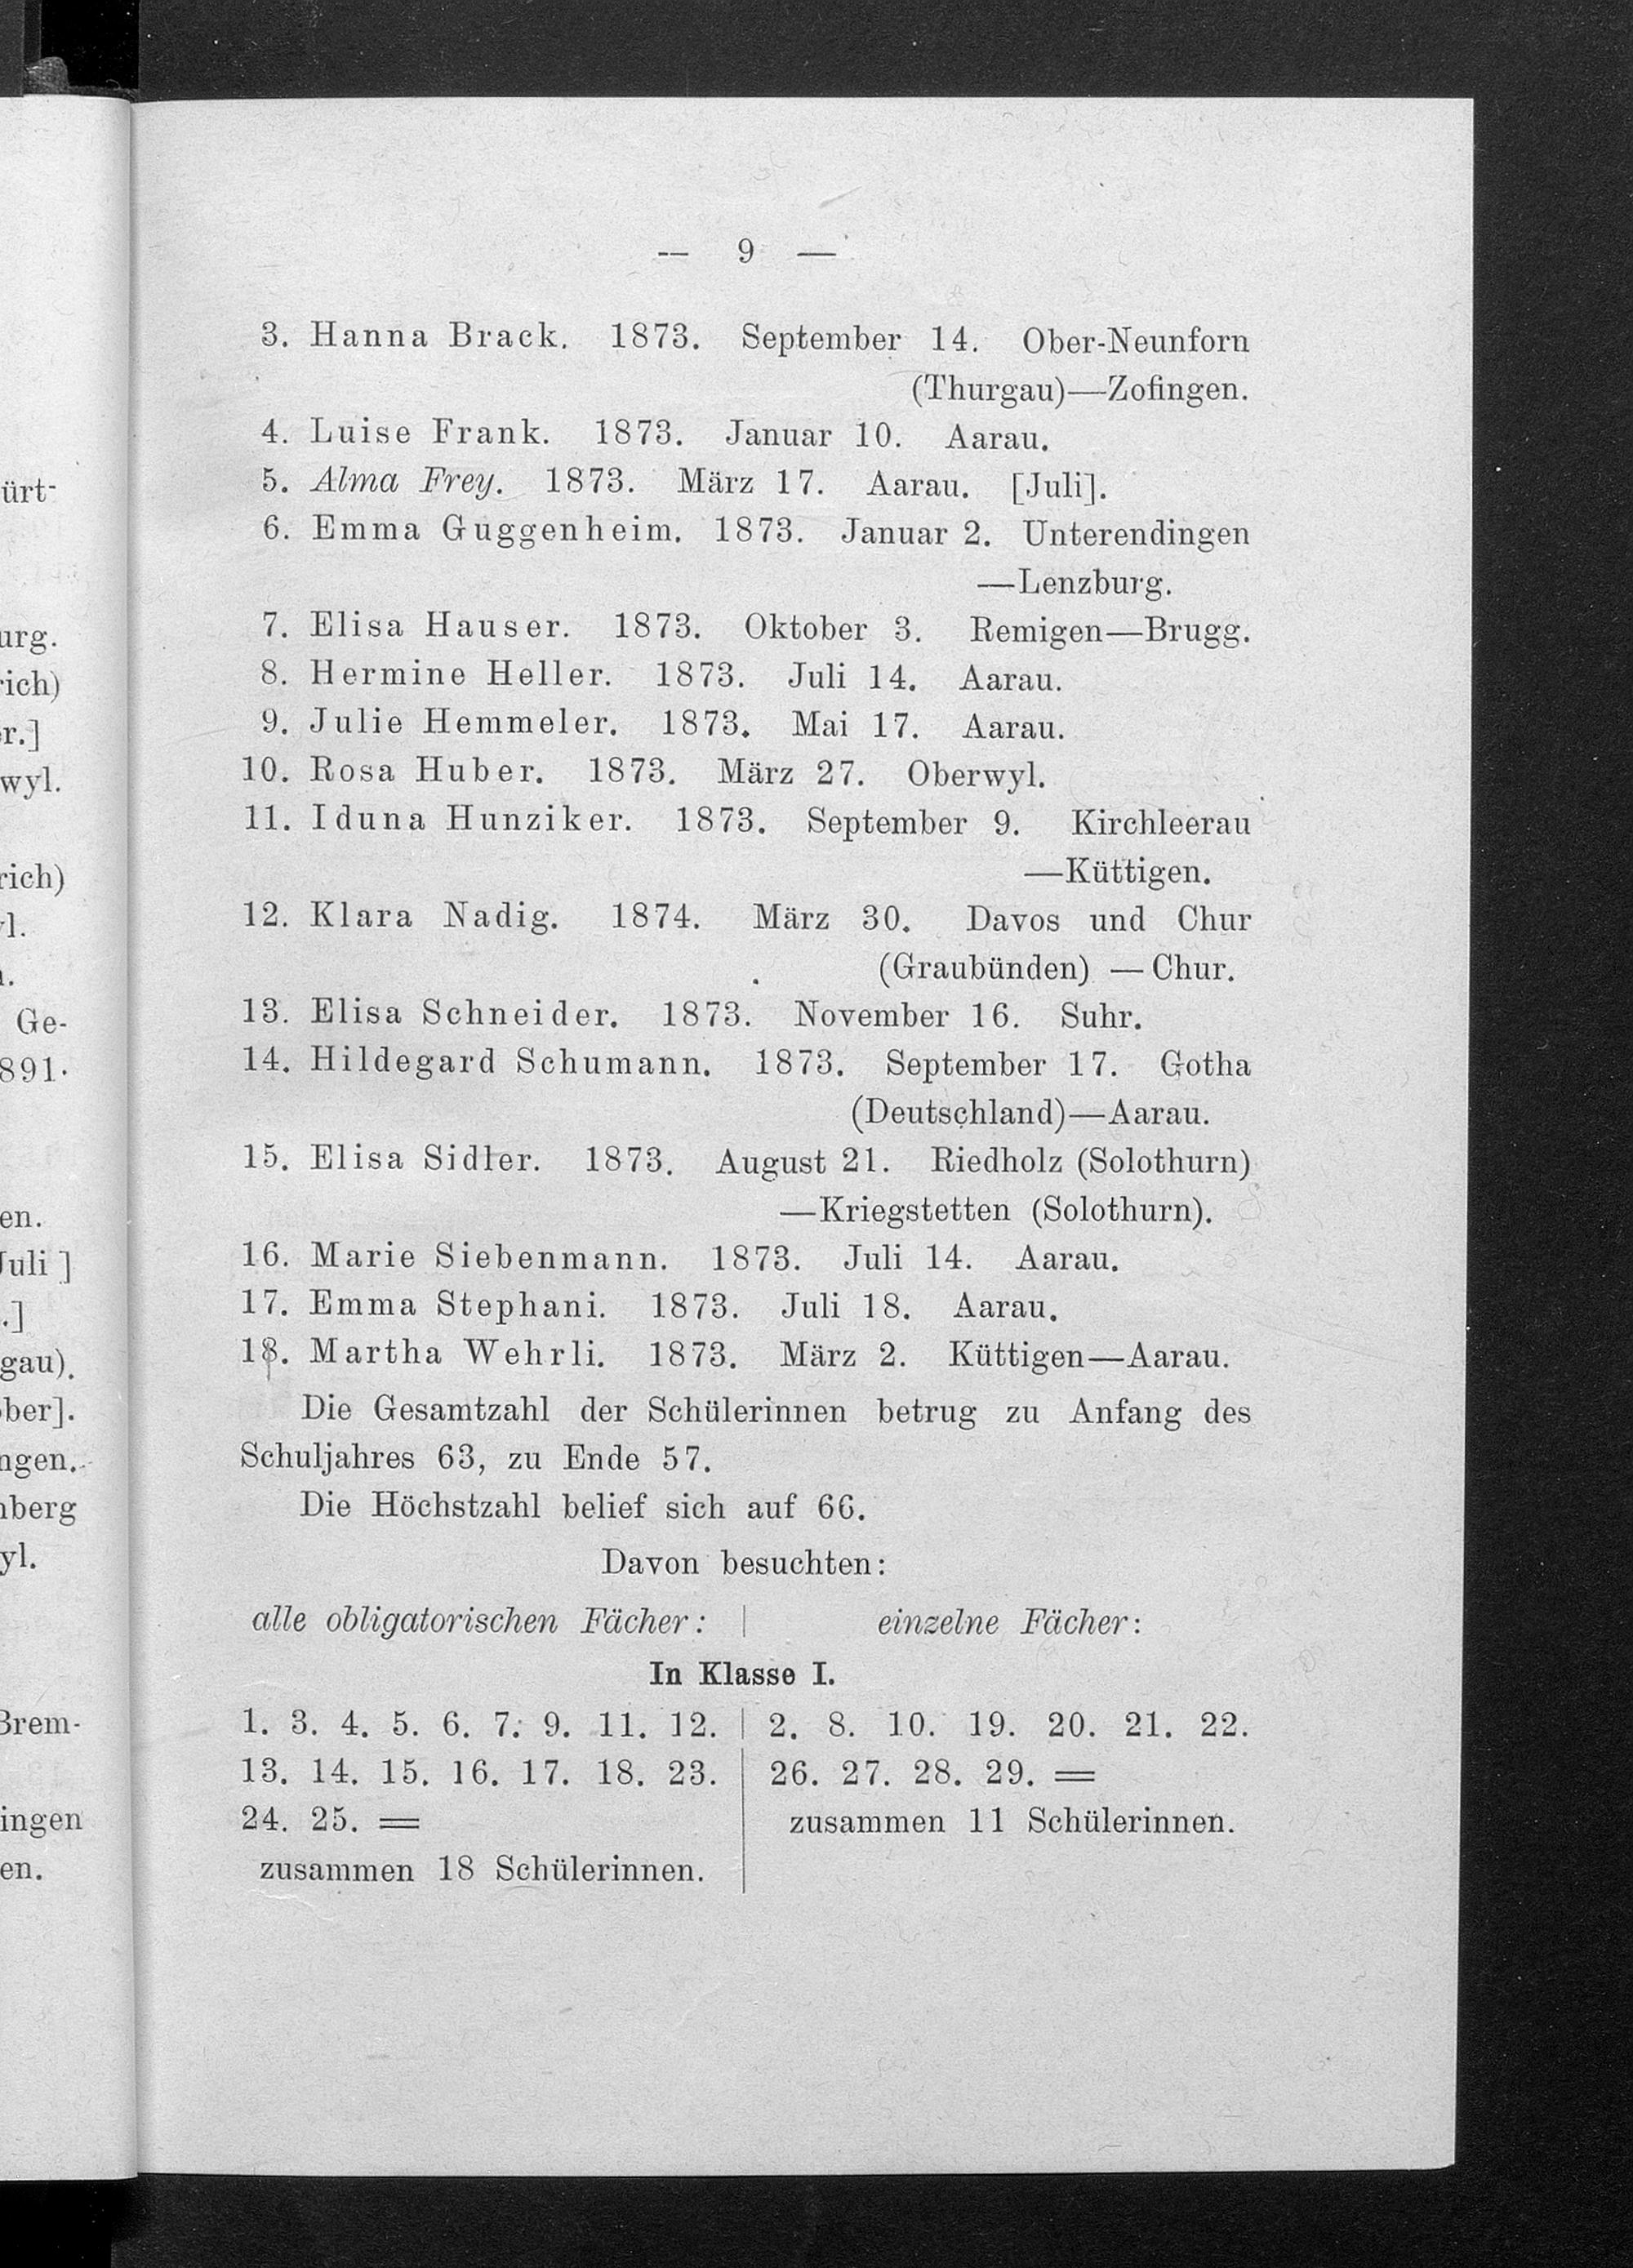 — 9 —
3. Hanna Brack. 1873. September 14. Ober-Neunforn
(Thurgau)—Zofingen.
4. Luise Frank. 1873. Januar 10. Aarau.
5. Alma Frey. 1873. März 17. Aarau. [Juli].
6. Emma Guggenheim. 1873. Januar 2. Unterendingen
—Lenzburg.
7. Elisa Hauser. 1873. Oktober 3. Remigen—Brugg.
8. Hermine Heller. 1873. Juli 14. Aarau.
9. Julie Hemmeler. 1873. Mai 17. Aarau.
10. Rosa Huber. 1873. März 27. Oberwyl.
11. Iduna Hunziker. 1873. September 9. Kirchleerau
—Küttigen.
12. Klara Nadig. 1874. März 30. Davos und Chur
(Graubünden) — Chur.
13. Elisa Schneider. 1873. November 16. Suhr.
14. Hildegard Schumann. 1873. September 17. Gotha
(Deutschland)—Aarau.
15. Elisa Sidler. 1873. August 21. Riedholz (Solothurn)
—Kriegstetten (Solothurn).
16. Marie Siebenmann. 1873. Juli 14. Aarau.
17. Emma Stephani. 1873. Juli 18. Aarau.
18. Martha Wehrli. 1873. März 2. Küttigen—Aarau.
Die Gesamtzahl der Schülerinnen betrug zu Anfang des
Schuljahres 63, zu Ende 57.
Die Höchstzahl belief sich auf 66.
Davon besuchten:
alle obligatorischen Fächer: | einzelne Fächer:
In Klasse I.
1. 3. 4. 5. 6. 7. 9. 11. 12. | 2. 8. 10. 19. 20. 21. 22.
13. 14. 15. 16. 17. 18. 23. | 26. 27. 28. 29. =
24. 25. = | zusammen 11 Schülerinnen.
zusammen 18 Schülerinnen.